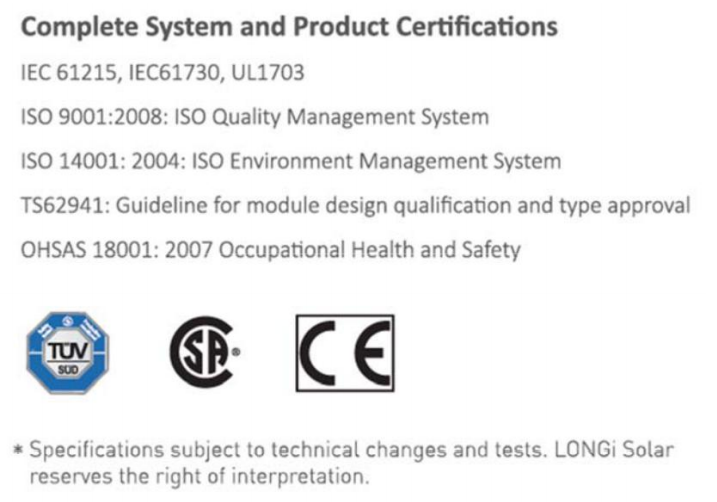 Complete System and Product Certifications
IEC 61215, IEC61730, UL1703
ISO 9001:2008: ISO Quality Management System
ISO 14001: 2004: ISO Environment Management System
TS62941: Guideline for module design qualification and type approval
OHSAS 18001: 2007 Occupational Health and Safety
TÜV
SÜD
SA®
CE
* Specifications subject to technical changes and tests. LONGi Solar
reserves the right of interpretation.